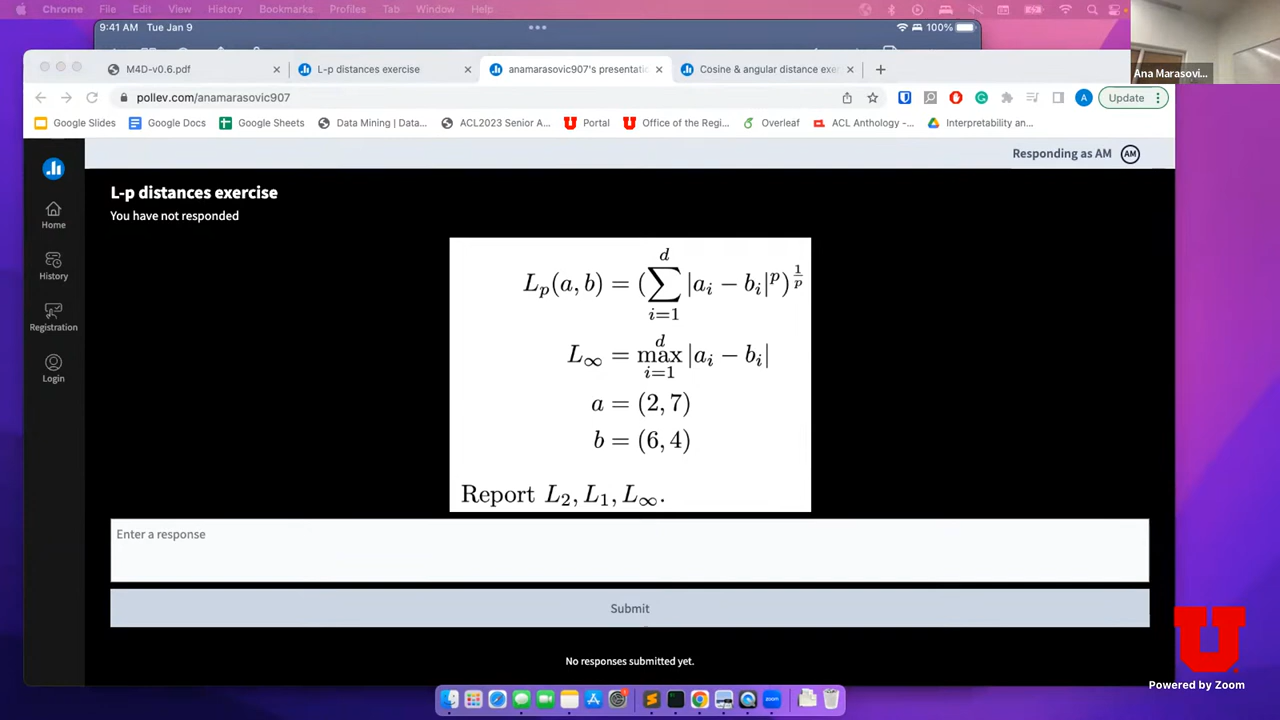 Chrome File Edit View History Bookmarks Profiles Tab Window Help
9:41 AM Tue Jan 9 100%
M4D-v0.6.pdf L-p distances exercise anamarasovic907's presentatio Cosine & angular distance exer
pollev.com/anamarasovic907 Update
Google Slides Google Docs Google Sheets Data Mining | Data... ACL2023 Senior A... Portal Office of the Regi... Overleaf ACL Anthology -... Interpretability an...
Ana Marasovi...
Responding as AM AM
L-p distances exercise
You have not responded
Home
History
Registration
Login
L_p(a, b) = (∑_{i=1}^{d} |a_i − b_i|^p)^{1/p}
L_∞ = max_{i=1}^{d} |a_i − b_i|
a = (2, 7)
b = (6, 4)
Report L_2, L_1, L_∞.
Enter a response
Submit
No responses submitted yet.
U
Powered by Zoom
zoom